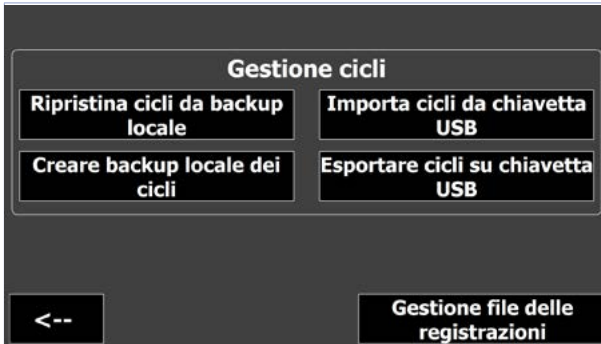 Gestione cicli
Ripristina cicli da backup
locale
Importa cicli da chiavetta
USB
Creare backup locale dei
cicli
Esportare cicli su chiavetta
USB
<--
Gestione file delle
registrazioni